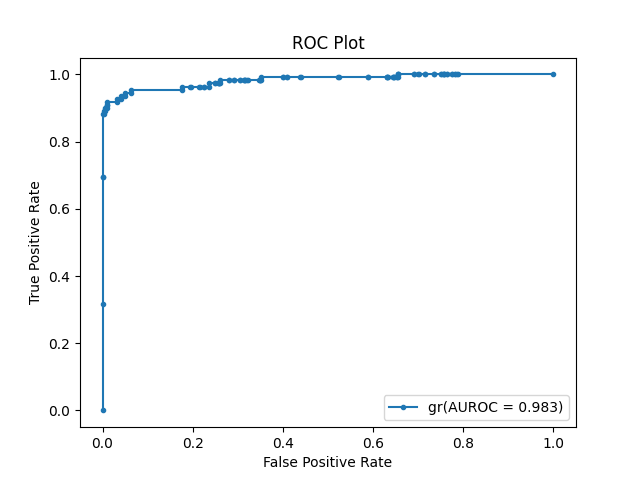 ROC Plot
True Positive Rate
1.0
0.8
0.6
0.4
0.2
0.0
gr(AUROC = 0.983)
0.0 0.2 0.4 0.6 0.8 1.0
False Positive Rate